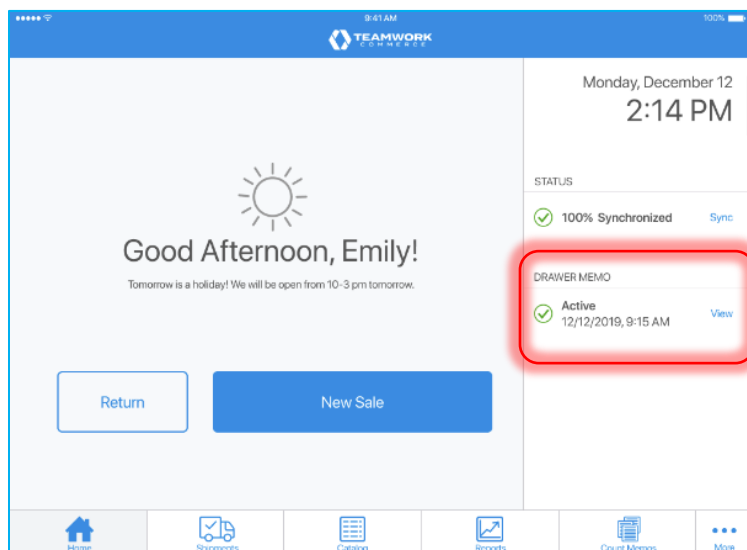 9:41 AM
100%
TEAMWORK
COMMERCE
Monday, December 12
2:14 PM
STATUS
100% Synchronized Sync
Good Afternoon, Emily!
Tomorrow is a holiday! We will be open from 10-3 pm tomorrow.
DRAWER MEMO
Active
12/12/2019, 9:15 AM
View
Return
New Sale
Home
Shipments
Catalog
Reports
Count Memos
More